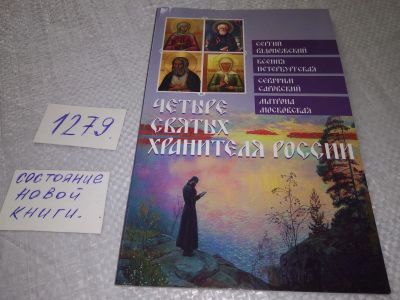 СЕРГИЙ
РАДОНЕЖСКИЙ
КСЕНИЯ
ПЕТЕРБУРГСКАЯ
СЕРАФИМ
САРОВСКИЙ
МАТРОНА
МОСКОВСКАЯ
ЧЕТЫРЕ
СВЯТЫХ
ХРАНИТЕЛЯ РОССИИ
1279
состояние
новой
книги.